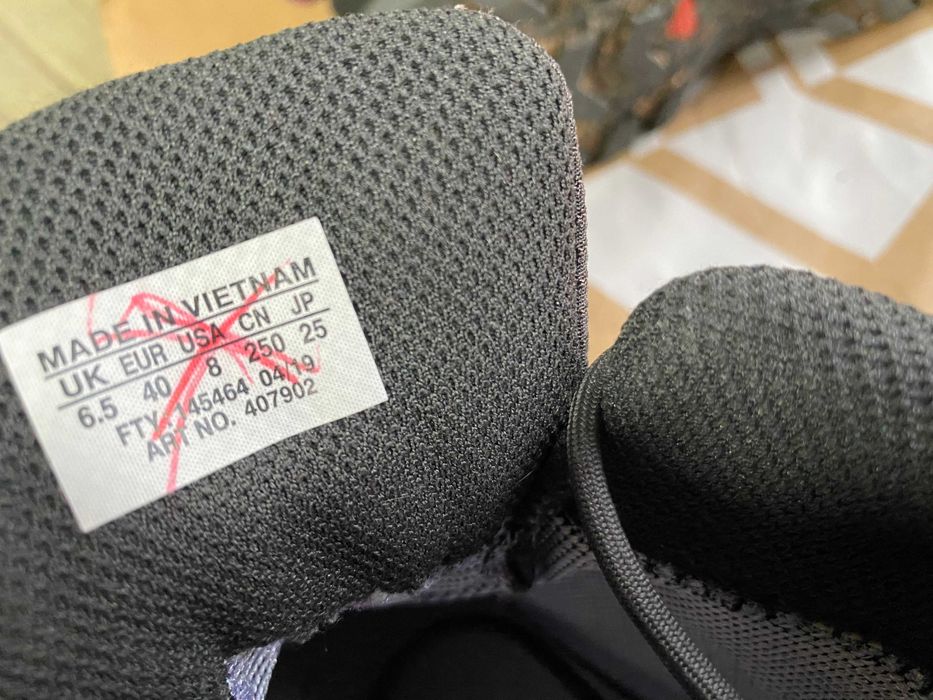 MADE IN VIETNAM
UK EUR USA CN JP
6.5 40 8 250 25
FTY 145464 04/19
ART NO. 407902